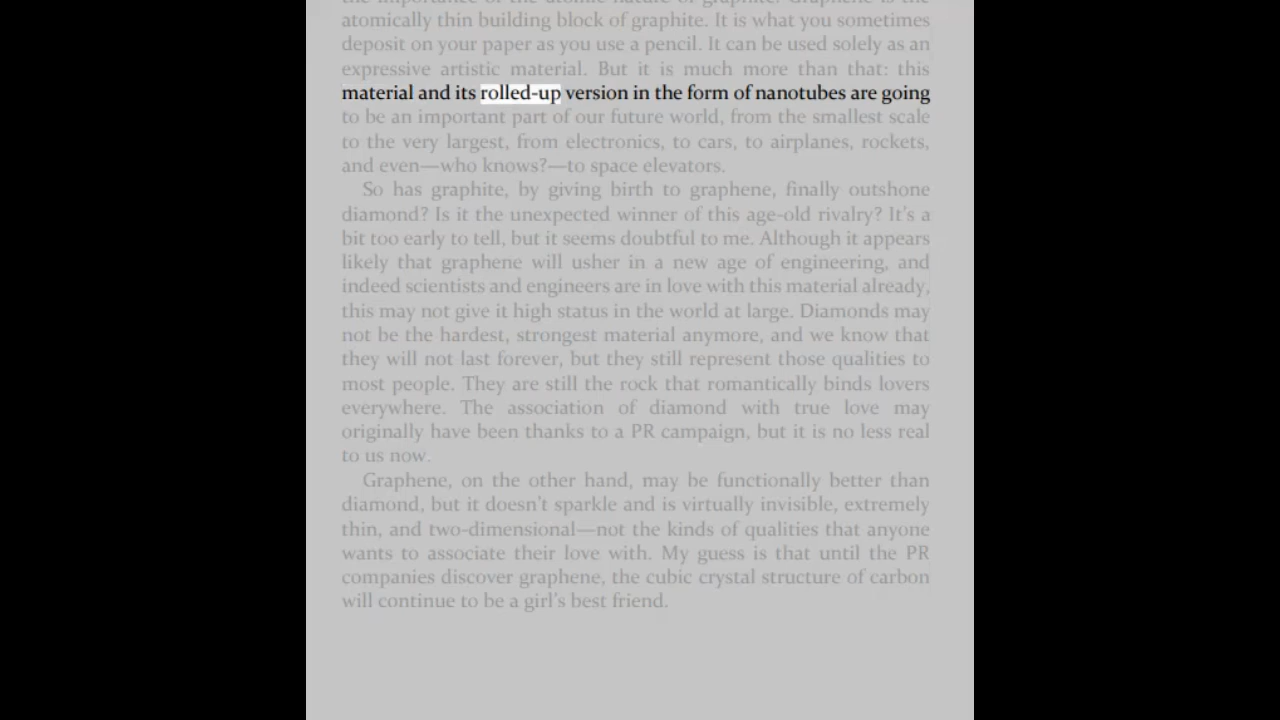 the importance of the atomic nature of graphite. Graphene is the
atomically thin building block of graphite. It is what you sometimes
deposit on your paper as you use a pencil. It can be used solely as an
expressive artistic material. But it is much more than that: this
material and its rolled-up version in the form of nanotubes are going
to be an important part of our future world, from the smallest scale
to the very largest, from electronics, to cars, to airplanes, rockets,
and even—who knows?—to space elevators.
So has graphite, by giving birth to graphene, finally outshone
diamond? Is it the unexpected winner of this age-old rivalry? It's a
bit too early to tell, but it seems doubtful to me. Although it appears
likely that graphene will usher in a new age of engineering, and
indeed scientists and engineers are in love with this material already,
this may not give it high status in the world at large. Diamonds may
not be the hardest, strongest material anymore, and we know that
they will not last forever, but they still represent those qualities to
most people. They are still the rock that romantically binds lovers
everywhere. The association of diamond with true love may
originally have been thanks to a PR campaign, but it is no less real
to us now.
Graphene, on the other hand, may be functionally better than
diamond, but it doesn't sparkle and is virtually invisible, extremely
thin, and two-dimensional—not the kinds of qualities that anyone
wants to associate their love with. My guess is that until the PR
companies discover graphene, the cubic crystal structure of carbon
will continue to be a girl's best friend.